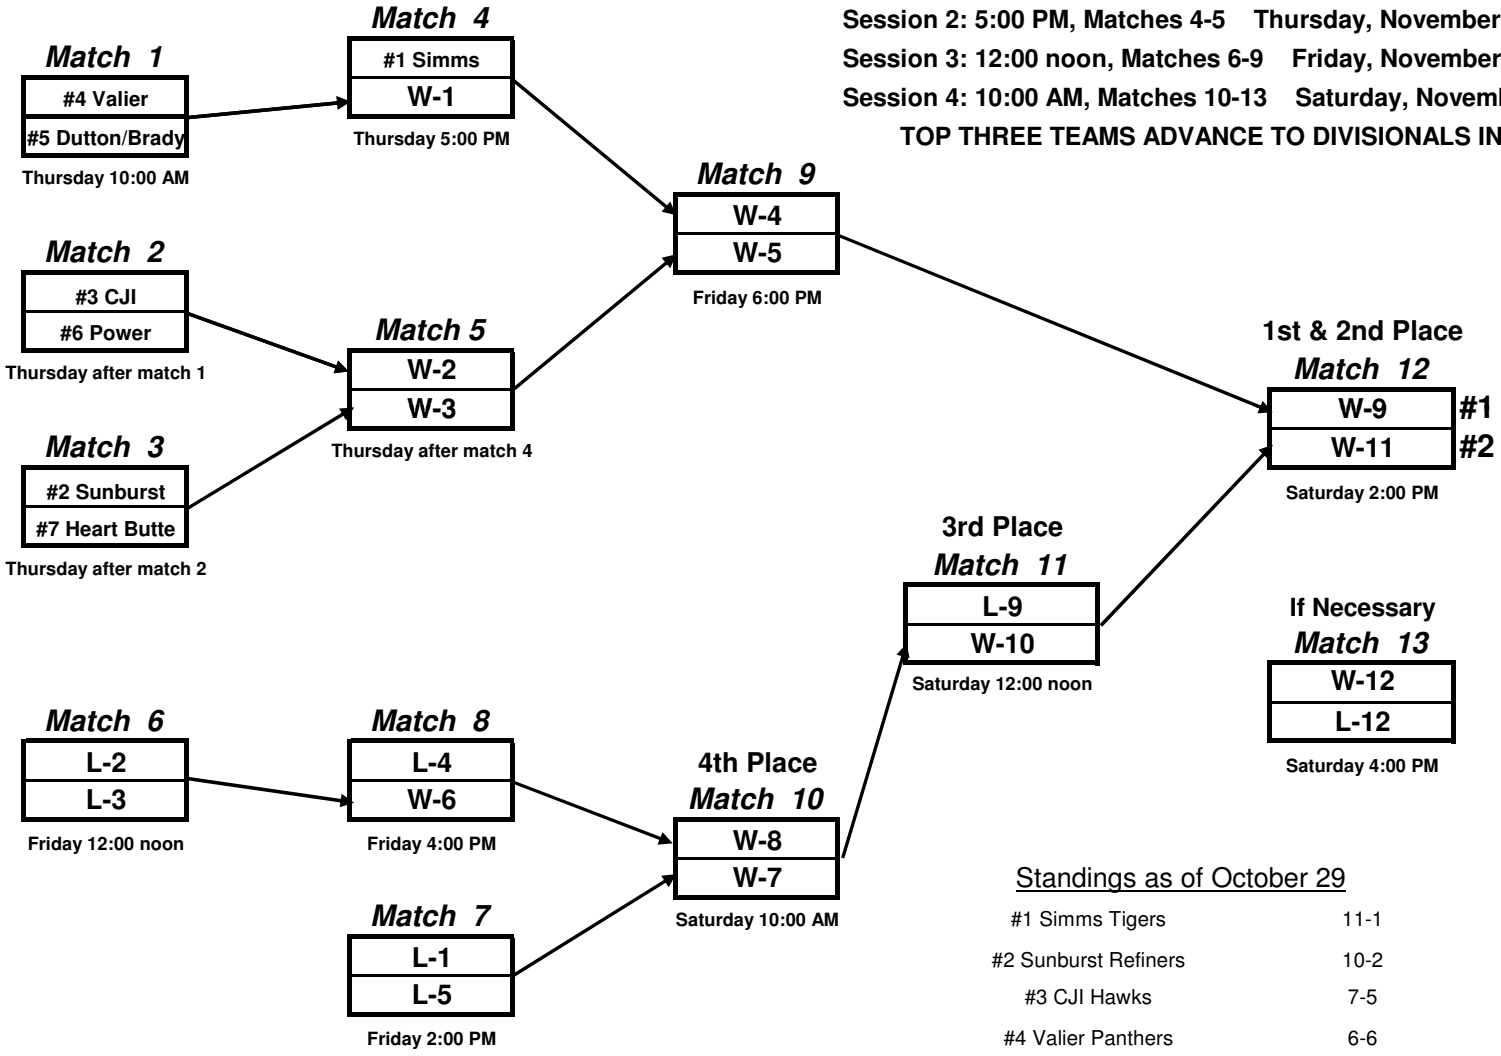 Match 4
Session 2: 5:00 PM, Matches 4-5 Thursday, November
Match 1
#1 Simms
W-1
Session 3: 12:00 noon, Matches 6-9 Friday, November
#4 Valier
#5 Dutton/Brady
Session 4: 10:00 AM, Matches 10-13 Saturday, Novem
Thursday 5:00 PM
TOP THREE TEAMS ADVANCE TO DIVISIONALS IN
Thursday 10:00 AM
Match 9
W-4
W-5
Friday 6:00 PM
Match 2
#3 CJI
#6 Power
Thursday after match 1
Match 5
W-2
W-3
Thursday after match 4
1st & 2nd Place
Match 12
W-9 #1
W-11 #2
Saturday 2:00 PM
Match 3
#2 Sunburst
#7 Heart Butte
Thursday after match 2
3rd Place
Match 11
L-9
W-10
Saturday 12:00 noon
If Necessary
Match 13
W-12
L-12
Saturday 4:00 PM
Match 6
L-2
L-3
Friday 12:00 noon
Match 8
L-4
W-6
Friday 4:00 PM
4th Place
Match 10
W-8
W-7
Saturday 10:00 AM
Match 7
L-1
L-5
Friday 2:00 PM
Standings as of October 29
#1 Simms Tigers 11-1
#2 Sunburst Refiners 10-2
#3 CJI Hawks 7-5
#4 Valier Panthers 6-6